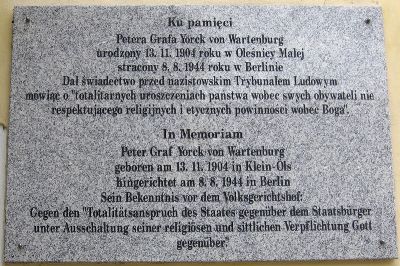 Ku pamięci
Petera Grafa Yorck von Wartenburg
urodzony 13. 11. 1904 roku w Oleśnicy Małej
stracony 8. 8. 1944 roku w Berlinie
Dał świadectwo przed nazistowskim Trybunałem Ludowym
mówiąc o "totalitarnych uroszczeniach państwa wobec swych obywateli nie
respektującego religijnych i etycznych powinności wobec Boga".
In Memoriam
Peter Graf Yorck von Wartenburg
geboren am 13. 11. 1904 in Klein-Öls
hingerichtet am 8. 8. 1944 in Berlin
Sein Bekenntnis vor dem Volksgerichtshof:
Gegen den "Totalitätsanspruch des Staates gegenüber dem Staatsbürger
unter Ausschaltung seiner religiösen und sittlichen Verpflichtung Gott
gegenüber"